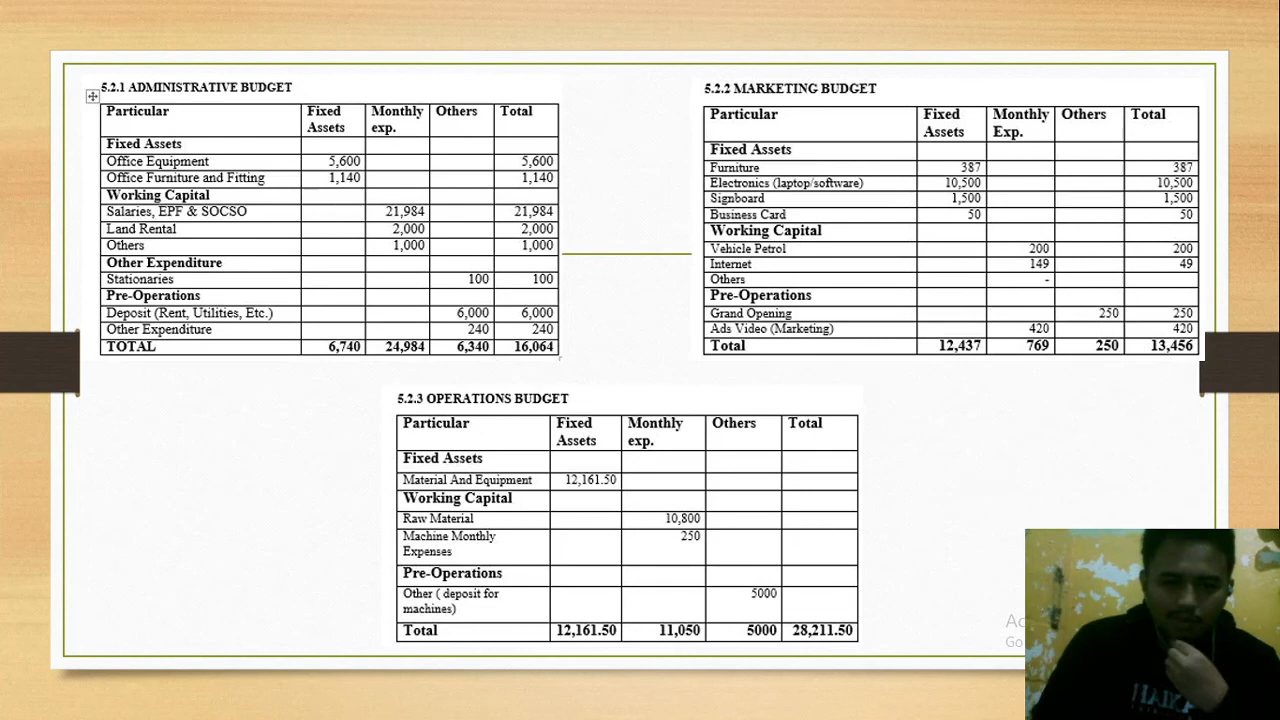 5.2.1 ADMINISTRATIVE BUDGET
Particular Fixed Assets Monthly exp. Others Total
Fixed Assets
Office Equipment 5,600 5,600
Office Furniture and Fitting 1,140 1,140
Working Capital
Salaries, EPF & SOCSO 21,984 21,984
Land Rental 2,000 2,000
Others 1,000 1,000
Other Expenditure
Stationaries 100 100
Pre-Operations
Deposit (Rent, Utilities, Etc.) 6,000 6,000
Other Expenditure 240 240
TOTAL 6,740 24,984 6,340 16,064
5.2.2 MARKETING BUDGET
Particular Fixed Assets Monthly Exp. Others Total
Fixed Assets
Furniture 387 387
Electronics (laptop/software) 10,500 10,500
Signboard 1,500 1,500
Business Card 50 50
Working Capital
Vehicle Petrol 200 200
Internet 149 49
Others -
Pre-Operations
Grand Opening 250 250
Ads Video (Marketing) 420 420
Total 12,437 769 250 13,456
5.2.3 OPERATIONS BUDGET
Particular Fixed Assets Monthly exp. Others Total
Fixed Assets
Material And Equipment 12,161.50
Working Capital
Raw Material 10,800
Machine Monthly Expenses 250
Pre-Operations
Other ( deposit for machines) 5000
Total 12,161.50 11,050 5000 28,211.50
Go